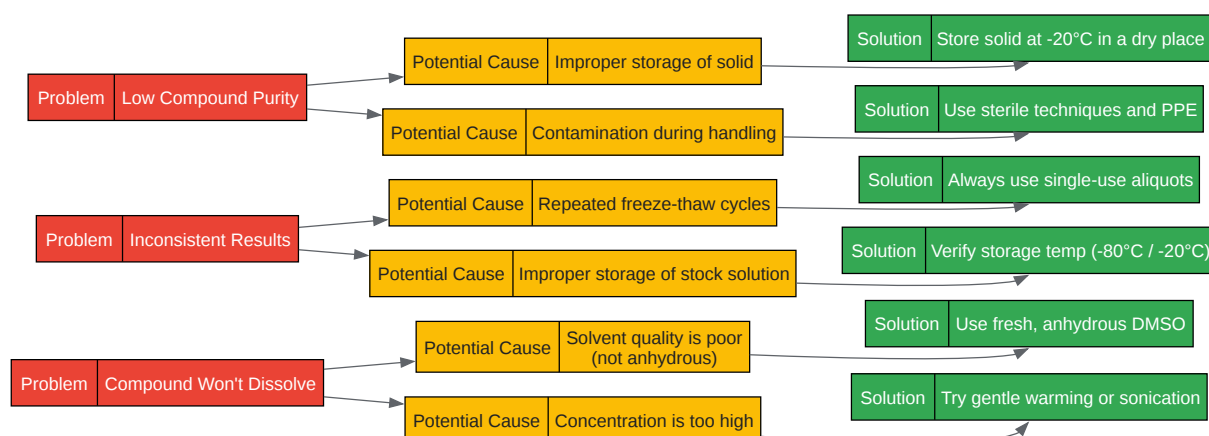 Solution Store solid at -20°C in a dry place
Potential Cause Improper storage of solid
Problem Low Compound Purity
Solution Use sterile techniques and PPE
Potential Cause Contamination during handling
Solution Always use single-use aliquots
Potential Cause Repeated freeze-thaw cycles
Problem Inconsistent Results
Solution Verify storage temp (-80°C / -20°C)
Potential Cause Improper storage of stock solution
Solution Use fresh, anhydrous DMSO
Potential Cause Solvent quality is poor
(not anhydrous)
Problem Compound Won't Dissolve
Solution Try gentle warming or sonication
Potential Cause Concentration is too high